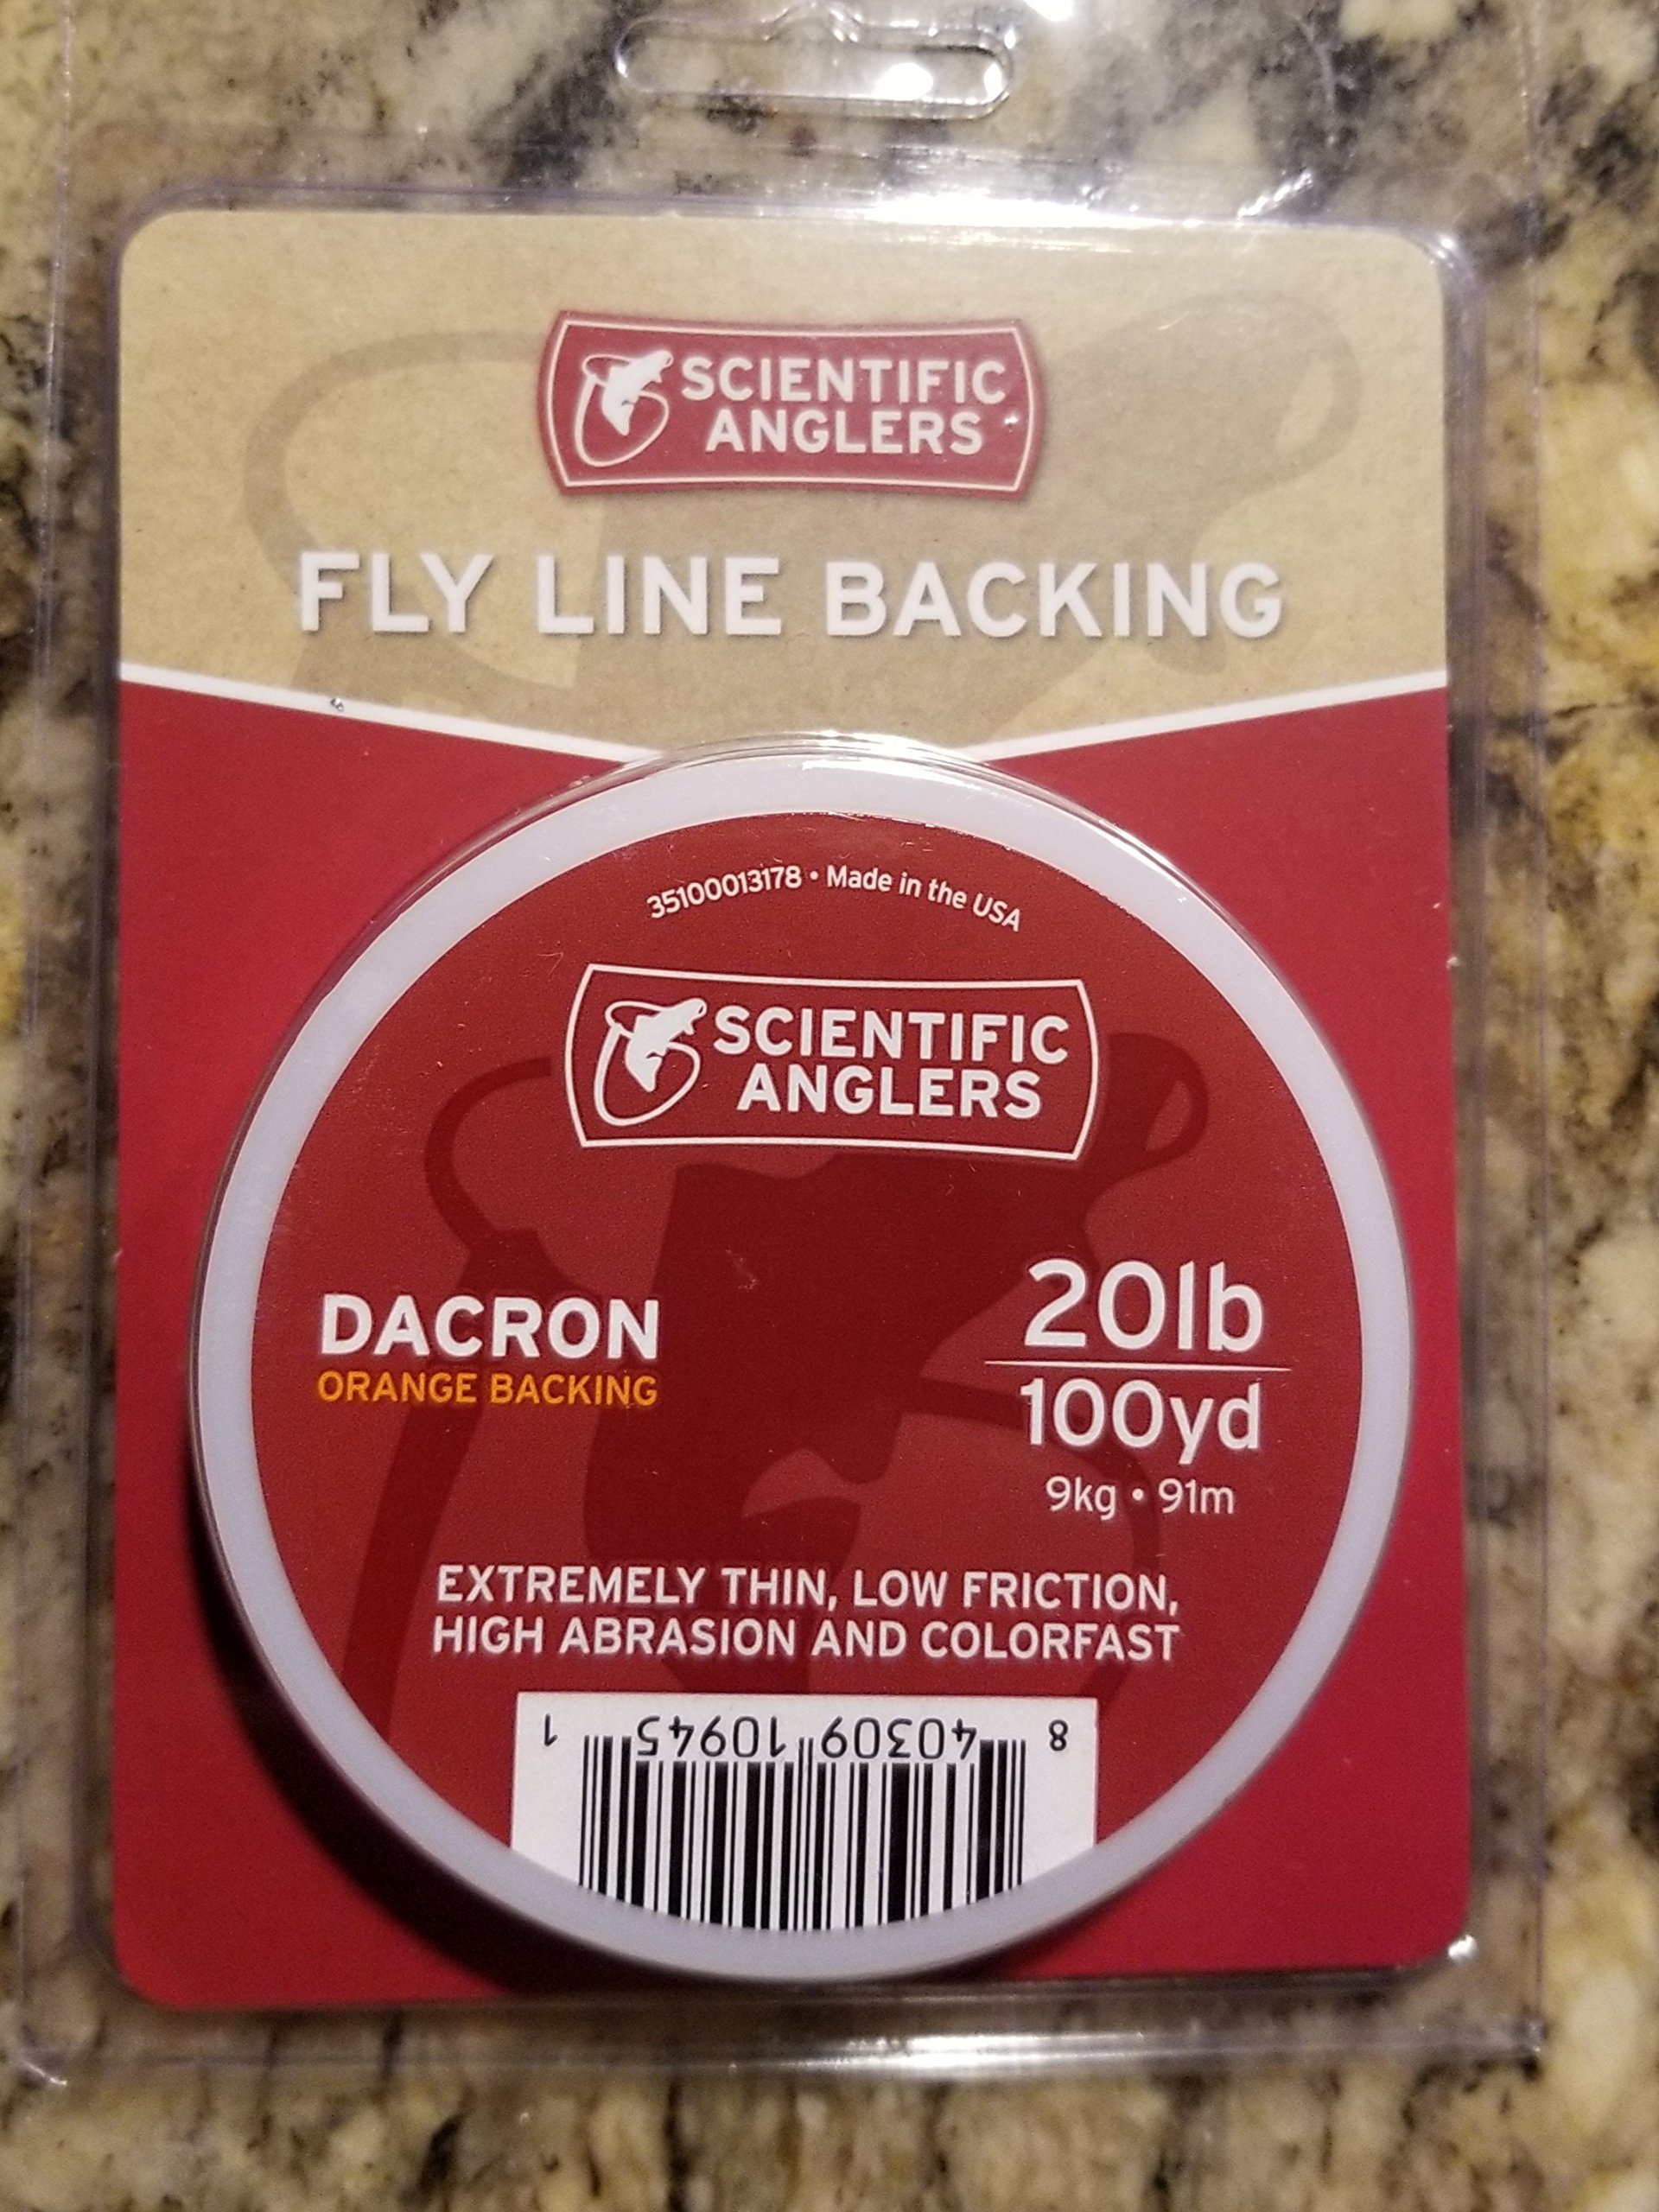 SCIENTIFIC
ANGLERS
FLY LINE BACKING
35100013178 • Made in the USA
SCIENTIFIC
ANGLERS
DACRON
ORANGE BACKING
20lb
100yd
9kg • 91m
EXTREMELY THIN, LOW FRICTION,
HIGH ABRASION AND COLORFAST
8 40309 10945 1